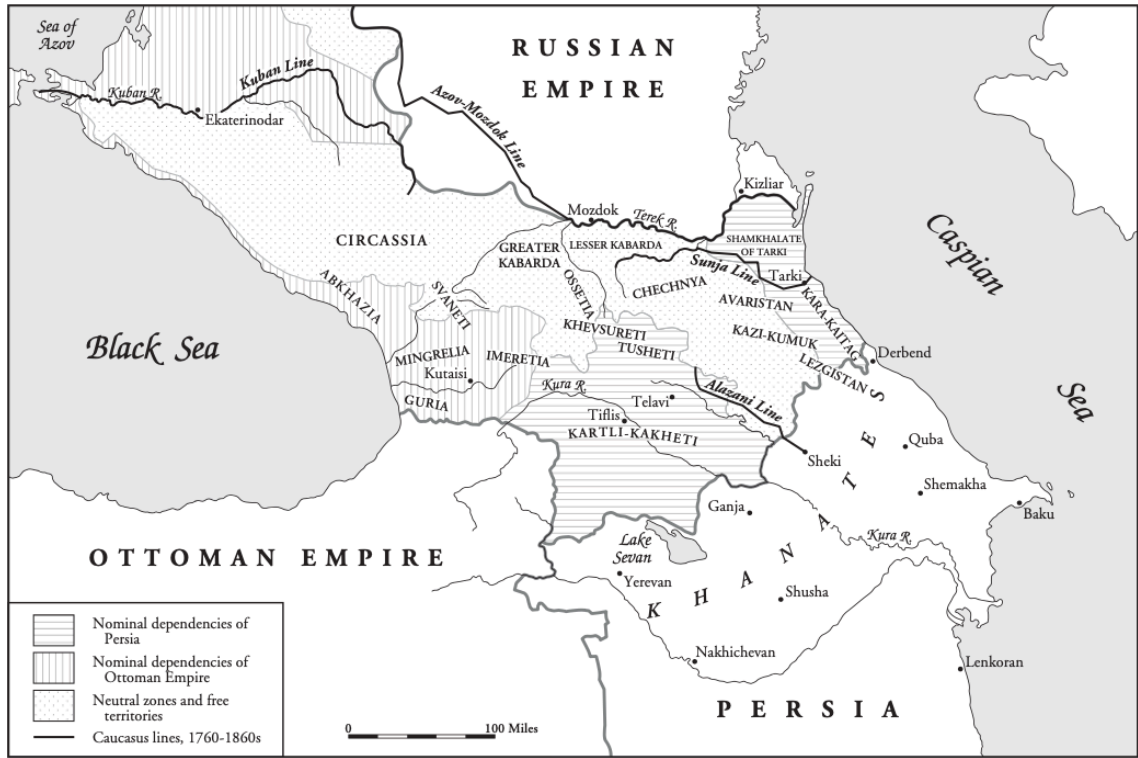 Sea of
Azov
RUSSIAN
EMPIRE
Kuban Line
Kuban R.
Ekaterinodar
Azov-Mozdok Line
Kizliar
Mozdok
Terek R.
Caspian
Sea
CIRCASSIA
GREATER
KABARDA
LESSER KABARDA
SHAMKHALATE
OF TARKI
Sunja Line
Tarki
ABKHAZIA
SVANETI
OSSETIA
CHECHNYA
AVARISTAN
KARA-KAITAG
Black Sea
KHEVSURETI
TUSHETI
KAZI-KUMUK
MINGRELIA
IMERETIA
Kutaisi
LEZGISTAN
Derbend
GURIA
Kura R.
Telavi
Alazani Line
Tiflis
KARTLI-KAKHETI
Sheki
Quba
Shemakha
Baku
Ganja
KHANATES
Kura R.
OTTOMAN EMPIRE
Lake
Sevan
Yerevan
Shusha
Nakhichevan
Lenkoran
PERSIA
Nominal dependencies of
Persia
Nominal dependencies of
Ottoman Empire
Neutral zones and free
territories
Caucasus lines, 1760-1860s
0 100 Miles